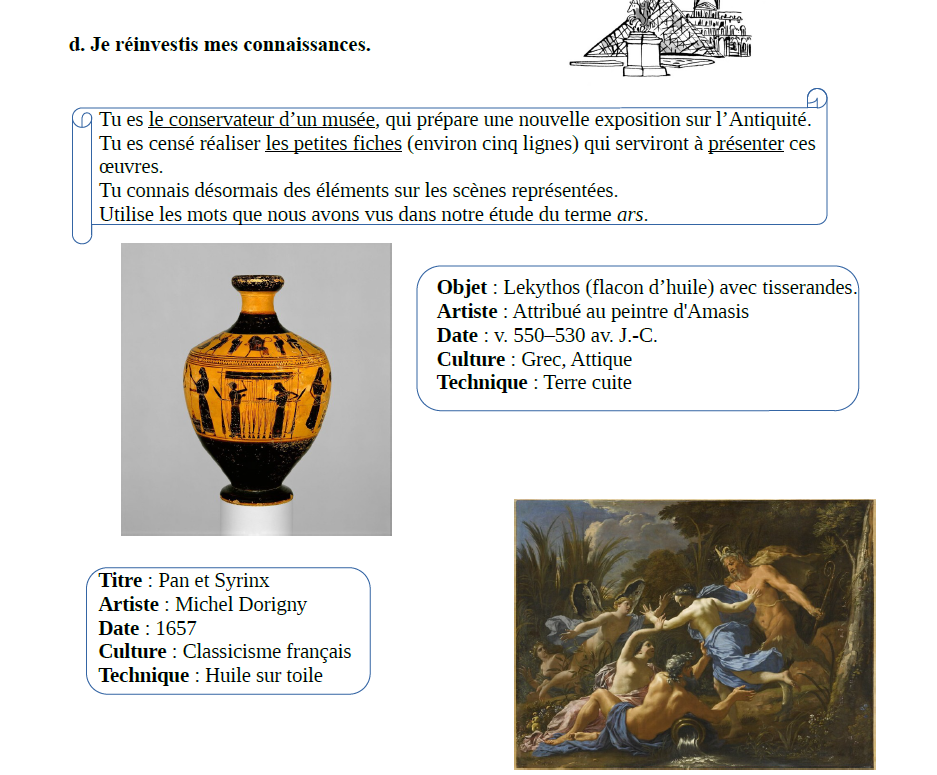 d. Je réinvestis mes connaissances.
Tu es le conservateur d’un musée, qui prépare une nouvelle exposition sur l’Antiquité.
Tu es censé réaliser les petites fiches (environ cinq lignes) qui serviront à présenter ces
œuvres.
Tu connais désormais des éléments sur les scènes représentées.
Utilise les mots que nous avons vus dans notre étude du terme ars.
Objet : Lekythos (flacon d’huile) avec tisserandes.
Artiste : Attribué au peintre d'Amasis
Date : v. 550–530 av. J.-C.
Culture : Grec, Attique
Technique : Terre cuite
Titre : Pan et Syrinx
Artiste : Michel Dorigny
Date : 1657
Culture : Classicisme français
Technique : Huile sur toile